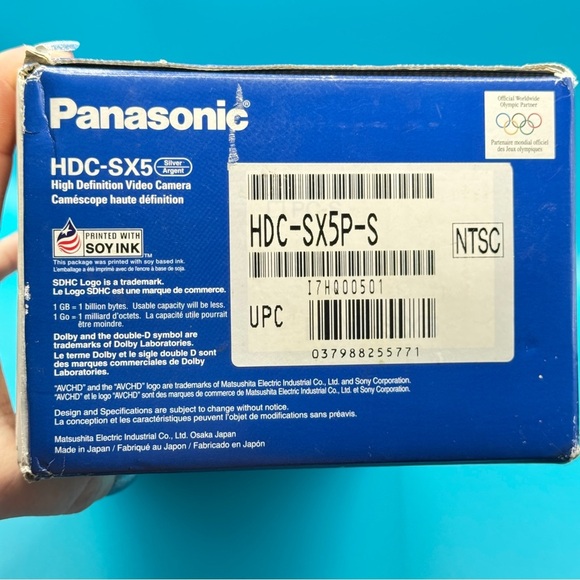 Panasonic®
Official Worldwide
Olympic Partner
Partenaire mondial officiel
des Jeux olympiques
HDC-SX5 Silver Argent
High Definition Video Camera
Caméscope haute définition
PRINTED WITH
SOY INK TM
This package was printed with soy based ink.
L'emballage a été imprimé avec de l'encre à base de soja.
SDHC Logo is a trademark.
Le Logo SDHC est une marque de commerce.
1 GB = 1 billion bytes. Usable capacity will be less.
1 Go = 1 milliard d'octets. La capacité utile pourrait
être moindre.
Dolby and the double-D symbol are
trademarks of Dolby Laboratories.
Le terme Dolby et le sigle double D sont
des marques commerciales de Dolby
Laboratories.
"AVCHD" and the "AVCHD" logo are trademarks of Matsushita Electric Industrial Co., Ltd. and Sony Corporation.
"AVCHD" et le logo "AVCHD" sont des marques de commerce de Matsushita Electric Industrial Co., Ltd. et Sony Corporation.
Design and Specifications are subject to change without notice.
La conception et les caractéristiques peuvent l'objet de modifications sans préavis.
Matsushita Electric Industrial Co., Ltd. Osaka Japan
Made in Japan / Fabriqué au Japon / Fabricado en Japón
HDC-SX5P-S
NTSC
I7HQ00501
UPC
037988255771